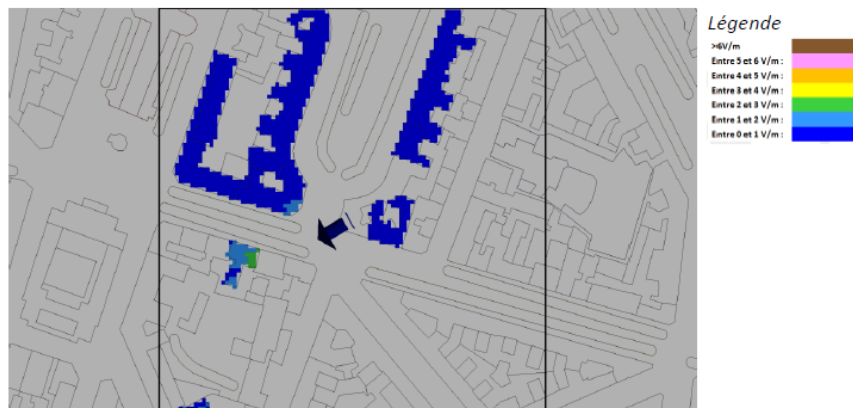 Légende
>6V/m
Entre 5 et 6 V/m :
Entre 4 et 5 V/m :
Entre 3 et 4 V/m :
Entre 2 et 3 V/m :
Entre 1 et 2 V/m :
Entre 0 et 1 V/m :